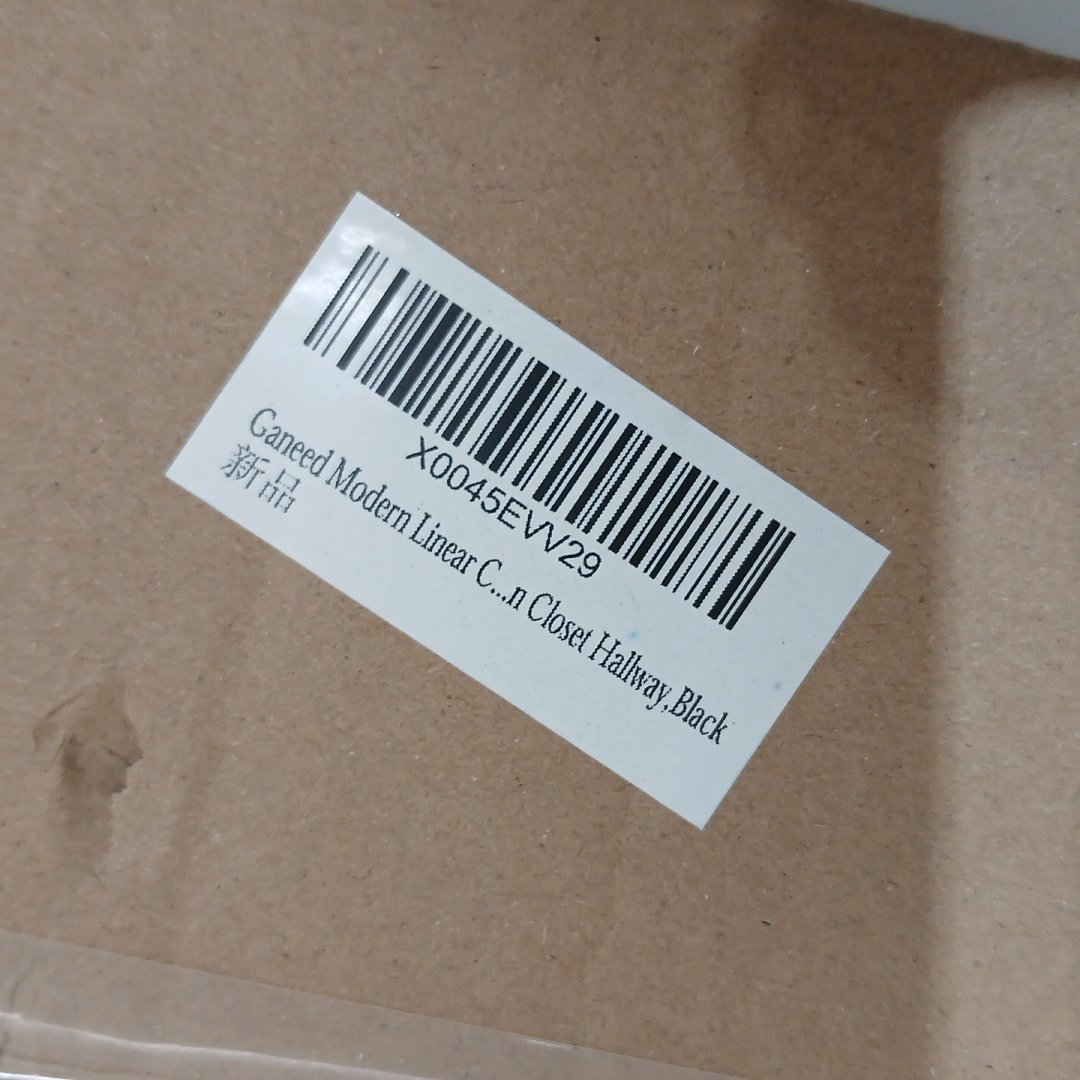 X0045EVV29
Ganeed Modern Linear C...n Closet Hallway,Black
新品